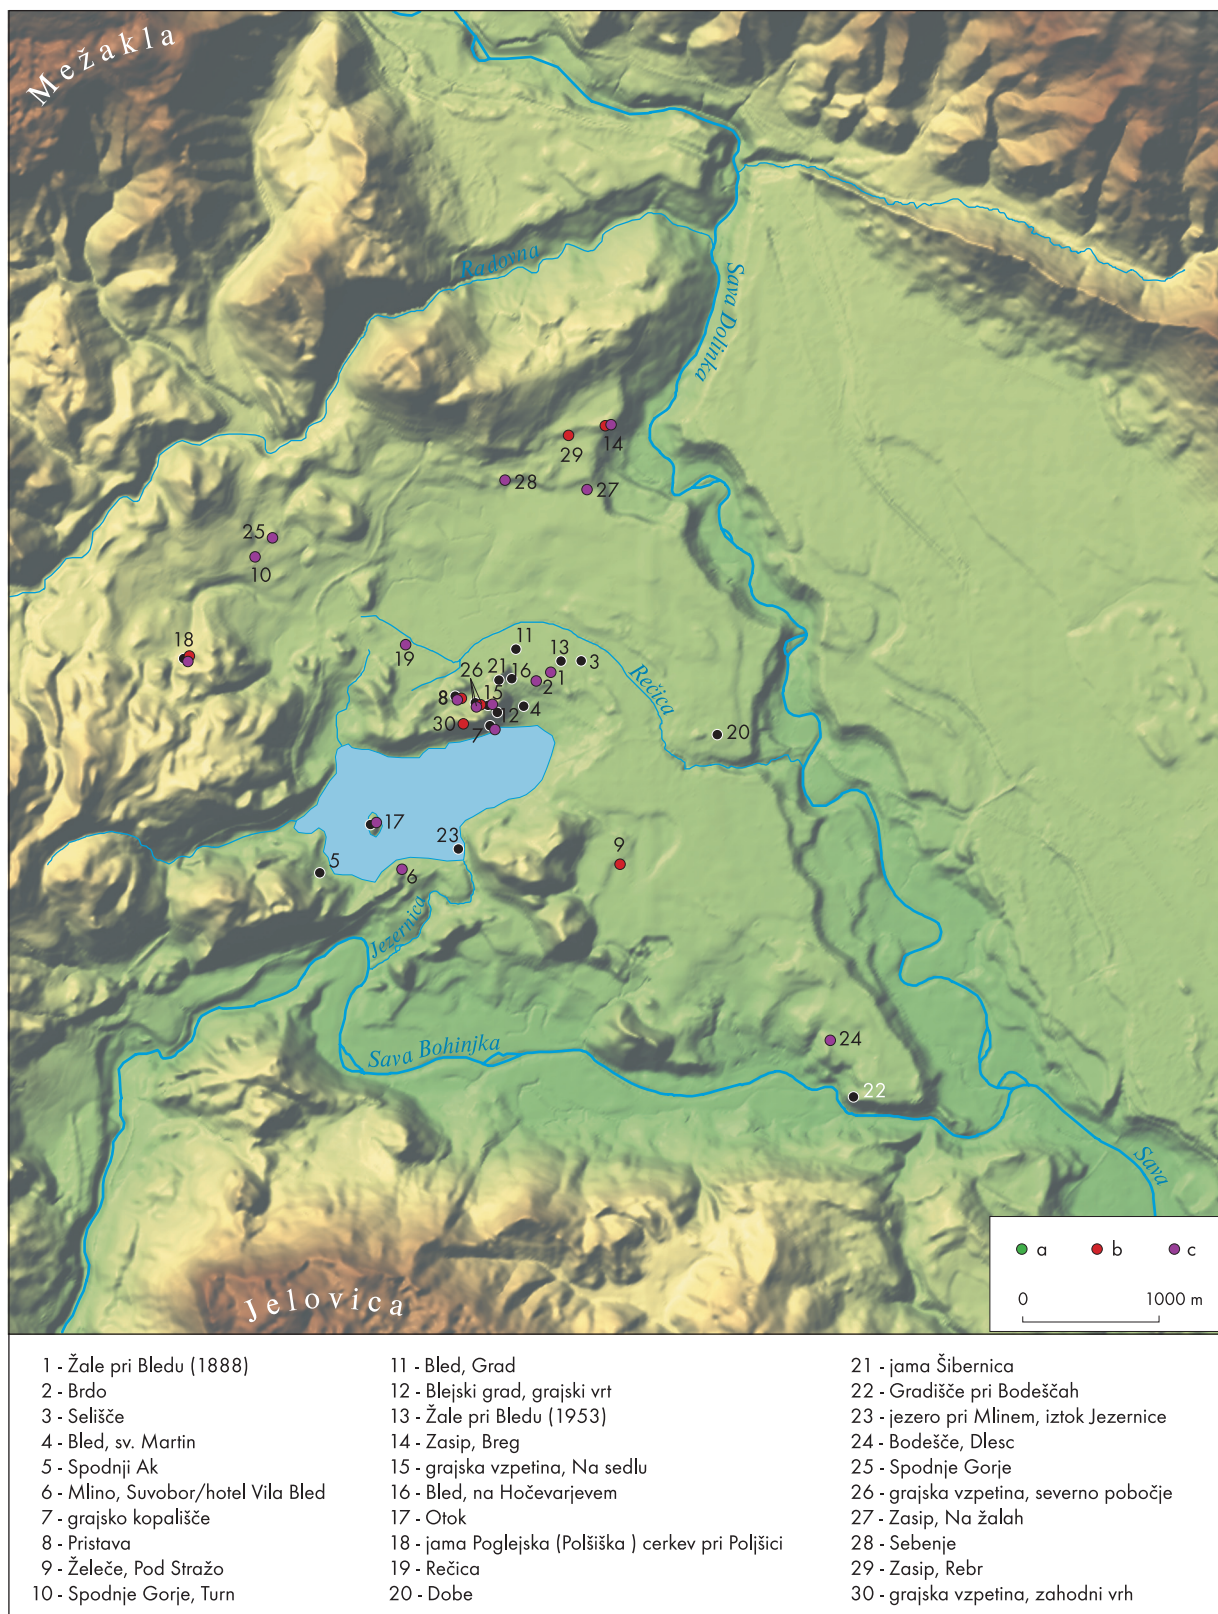 Mežakla
Radovna
Sava Dolinka
14
29
28
27
25
10
18
19
11
13
3
21
16
1
2
26
8
15
4
12
30
7
Rečica
20
17
23
5
6
9
Jezernica
Sava Bohinjka
24
22
Sava
Jelovica
a b c
0 1000 m
1 - Žale pri Bledu (1888)
2 - Brdo
3 - Selišče
4 - Bled, sv. Martin
5 - Spodnji Ak
6 - Mlino, Suvobor/hotel Vila Bled
7 - grajsko kopališče
8 - Pristava
9 - Želeče, Pod Stražo
10 - Spodnje Gorje, Turn
11 - Bled, Grad
12 - Blejski grad, grajski vrt
13 - Žale pri Bledu (1953)
14 - Zasip, Breg
15 - grajska vzpetina, Na sedlu
16 - Bled, na Hočevarjevem
17 - Otok
18 - jama Poglejska (Polšiška ) cerkev pri Poljšici
19 - Rečica
20 - Dobe
21 - jama Šibernica
22 - Gradišče pri Bodeščah
23 - jezero pri Mlinem, iztok Jezernice
24 - Bodešče, Dlesc
25 - Spodnje Gorje
26 - grajska vzpetina, severno pobočje
27 - Zasip, Na žalah
28 - Sebenje
29 - Zasip, Rebr
30 - grajska vzpetina, zahodni vrh